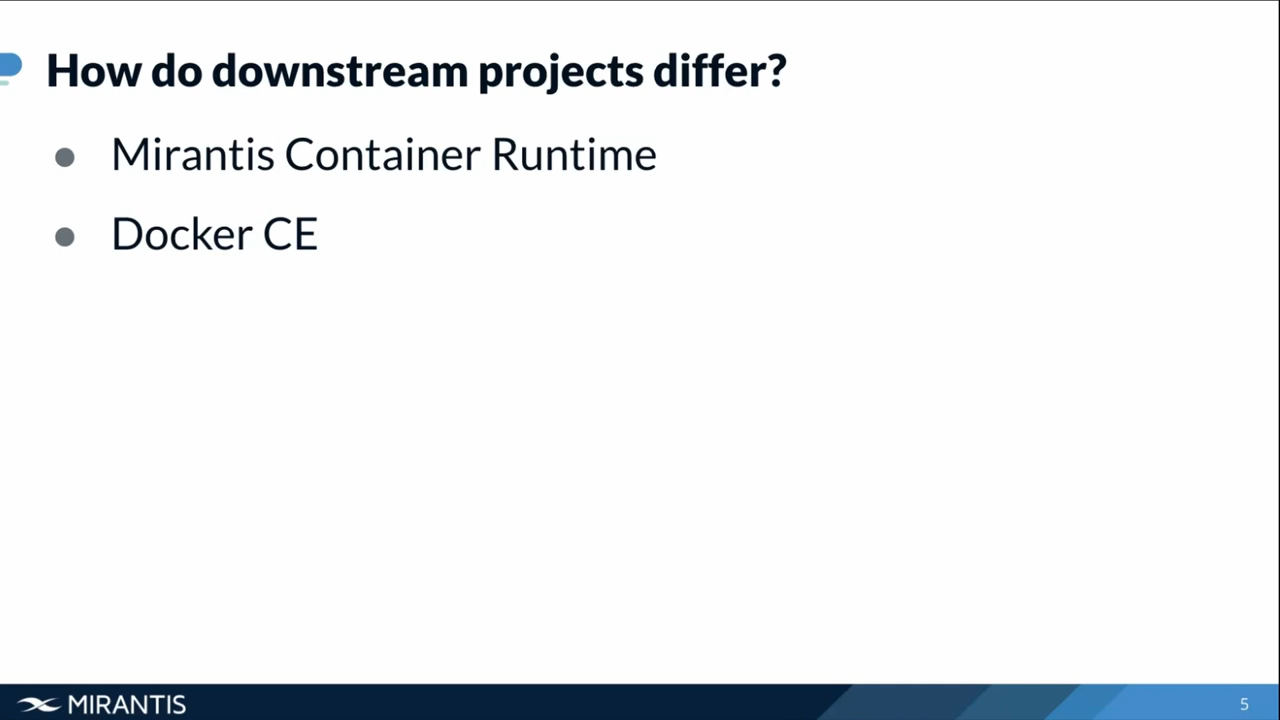 How do downstream projects differ?
● Mirantis Container Runtime
● Docker CE
MIRANTIS
5